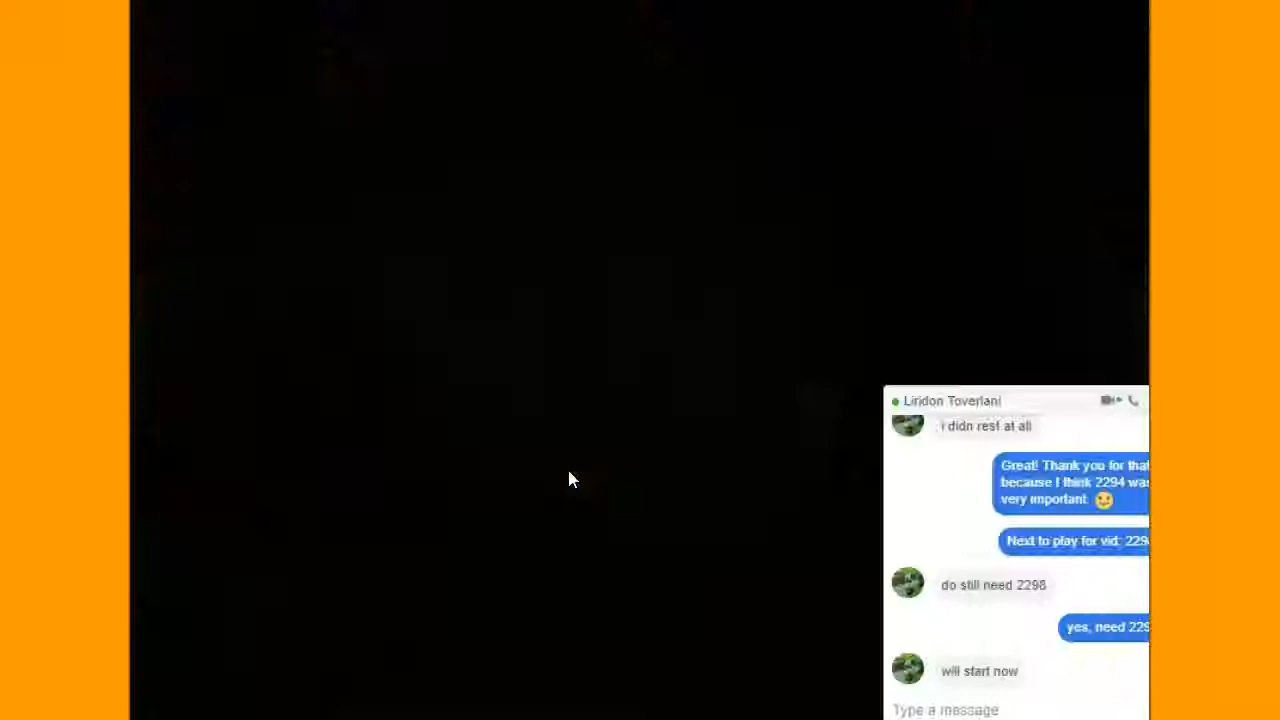 Liridon Toverlani
i didn rest at all
Great! Thank you for that
because I think 2294 was
very important
Next to play for vid: 229
do still need 2298
yes, need 229
will start now
Type a message